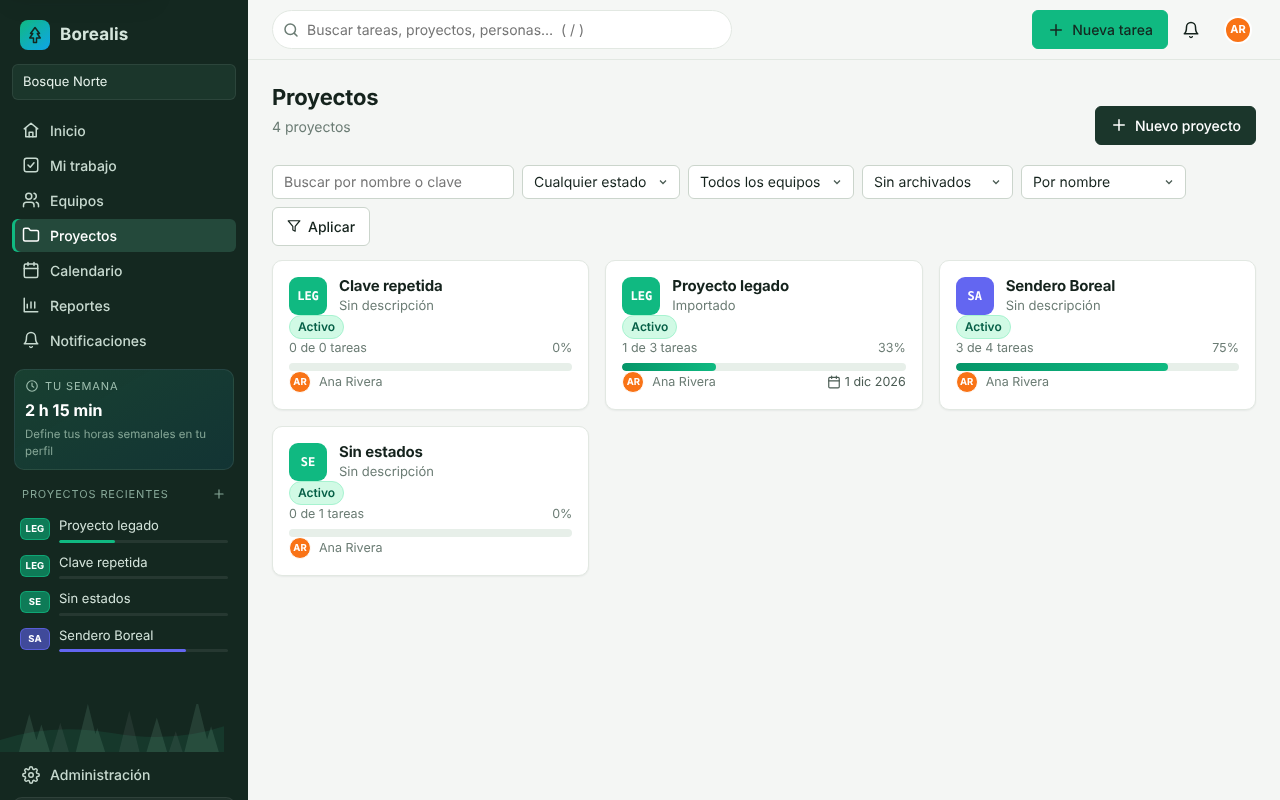 Borealis
Bosque Norte
Inicio
Mi trabajo
Equipos
Proyectos
Calendario
Reportes
Notificaciones
TU SEMANA
2 h 15 min
Define tus horas semanales en tu
perfil
PROYECTOS RECIENTES
LEG Proyecto legado
LEG Clave repetida
SE Sin estados
SA Sendero Boreal
Administración
Buscar tareas, proyectos, personas… ( / )
Nueva tarea
AR
Proyectos
4 proyectos
Nuevo proyecto
Buscar por nombre o clave
Cualquier estado
Todos los equipos
Sin archivados
Por nombre
Aplicar
LEG
Clave repetida
Sin descripción
Activo
0 de 0 tareas 0%
AR Ana Rivera
LEG
Proyecto legado
Importado
Activo
1 de 3 tareas 33%
AR Ana Rivera 1 dic 2026
SA
Sendero Boreal
Sin descripción
Activo
3 de 4 tareas 75%
AR Ana Rivera
SE
Sin estados
Sin descripción
Activo
0 de 1 tareas 0%
AR Ana Rivera